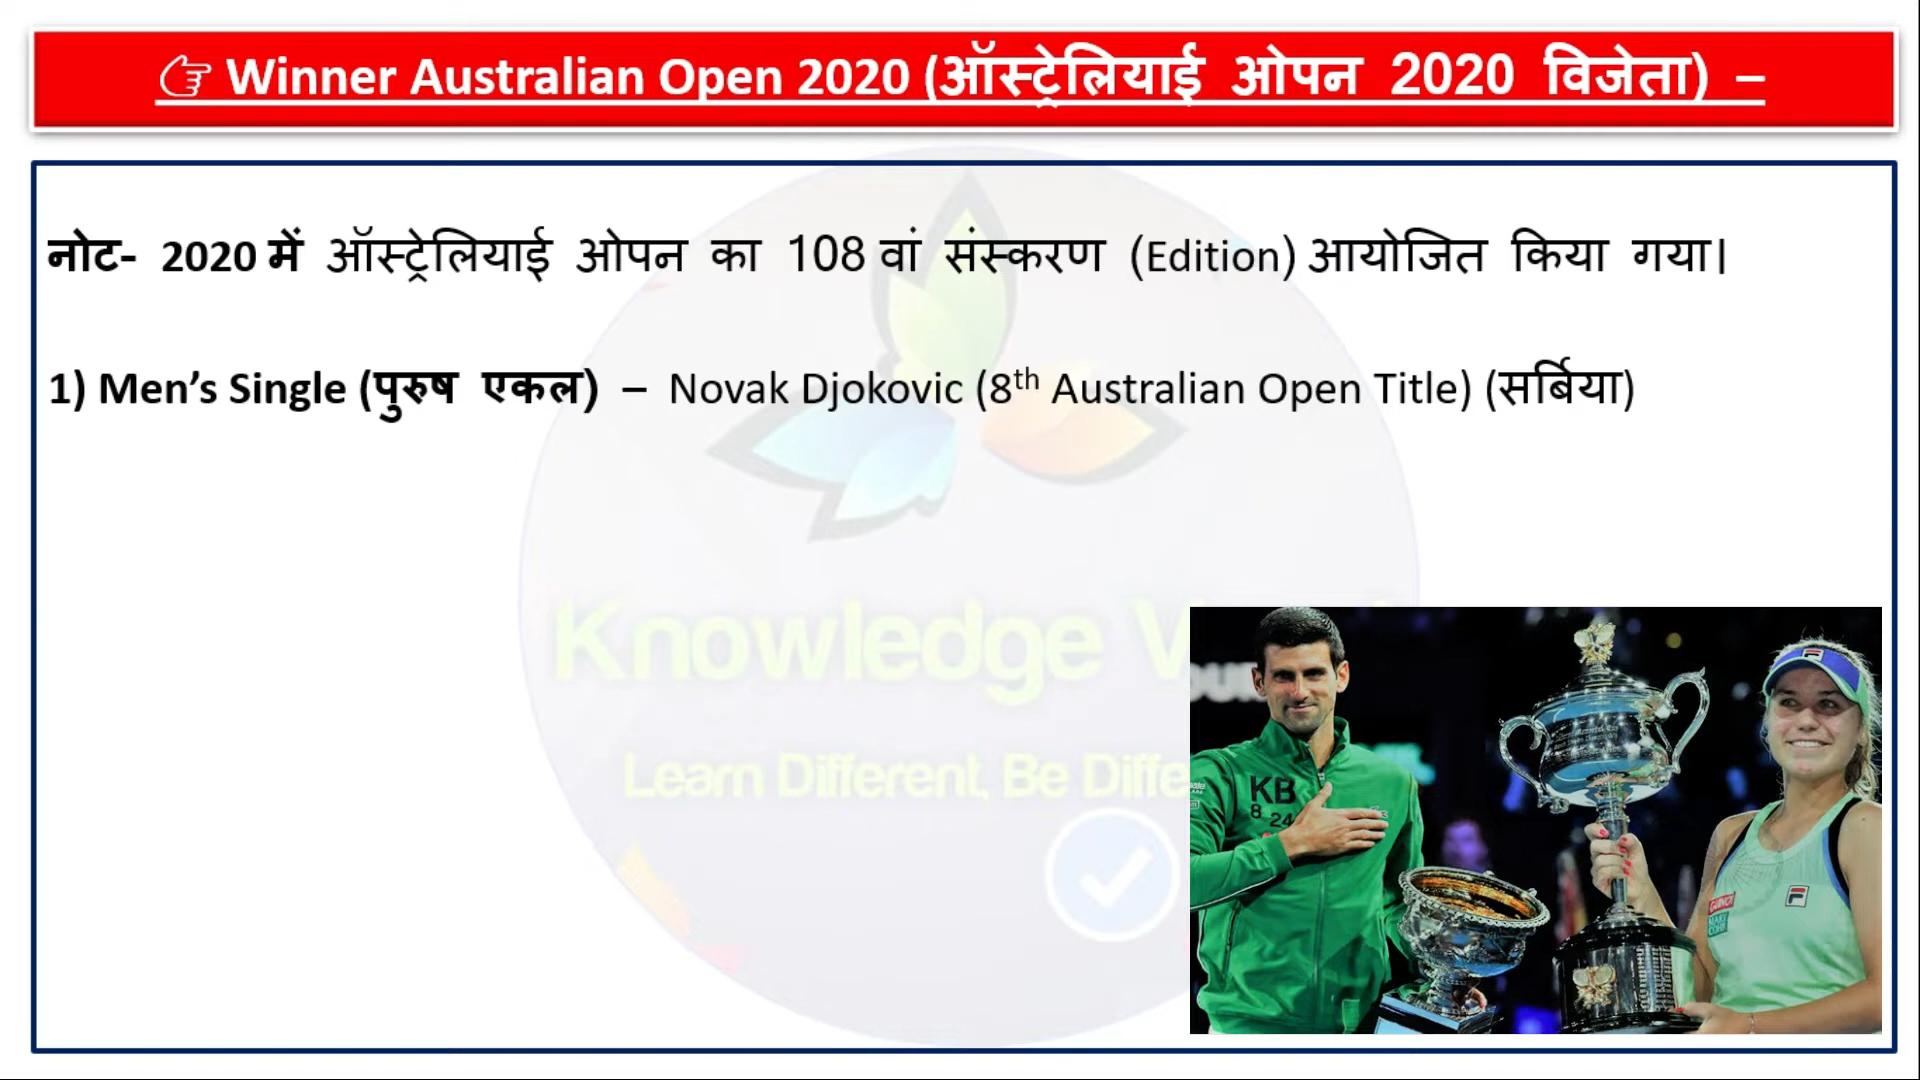 👉 Winner Australian Open 2020 (ऑस्ट्रेलियाई ओपन 2020 विजेता) –
नोट- 2020 में ऑस्ट्रेलियाई ओपन का 108 वां संस्करण (Edition) आयोजित किया गया।
1) Men’s Single (पुरुष एकल) – Novak Djokovic (8th Australian Open Title) (सर्बिया)
Knowledge
Learn Different, Be Diffe
KB
8 24